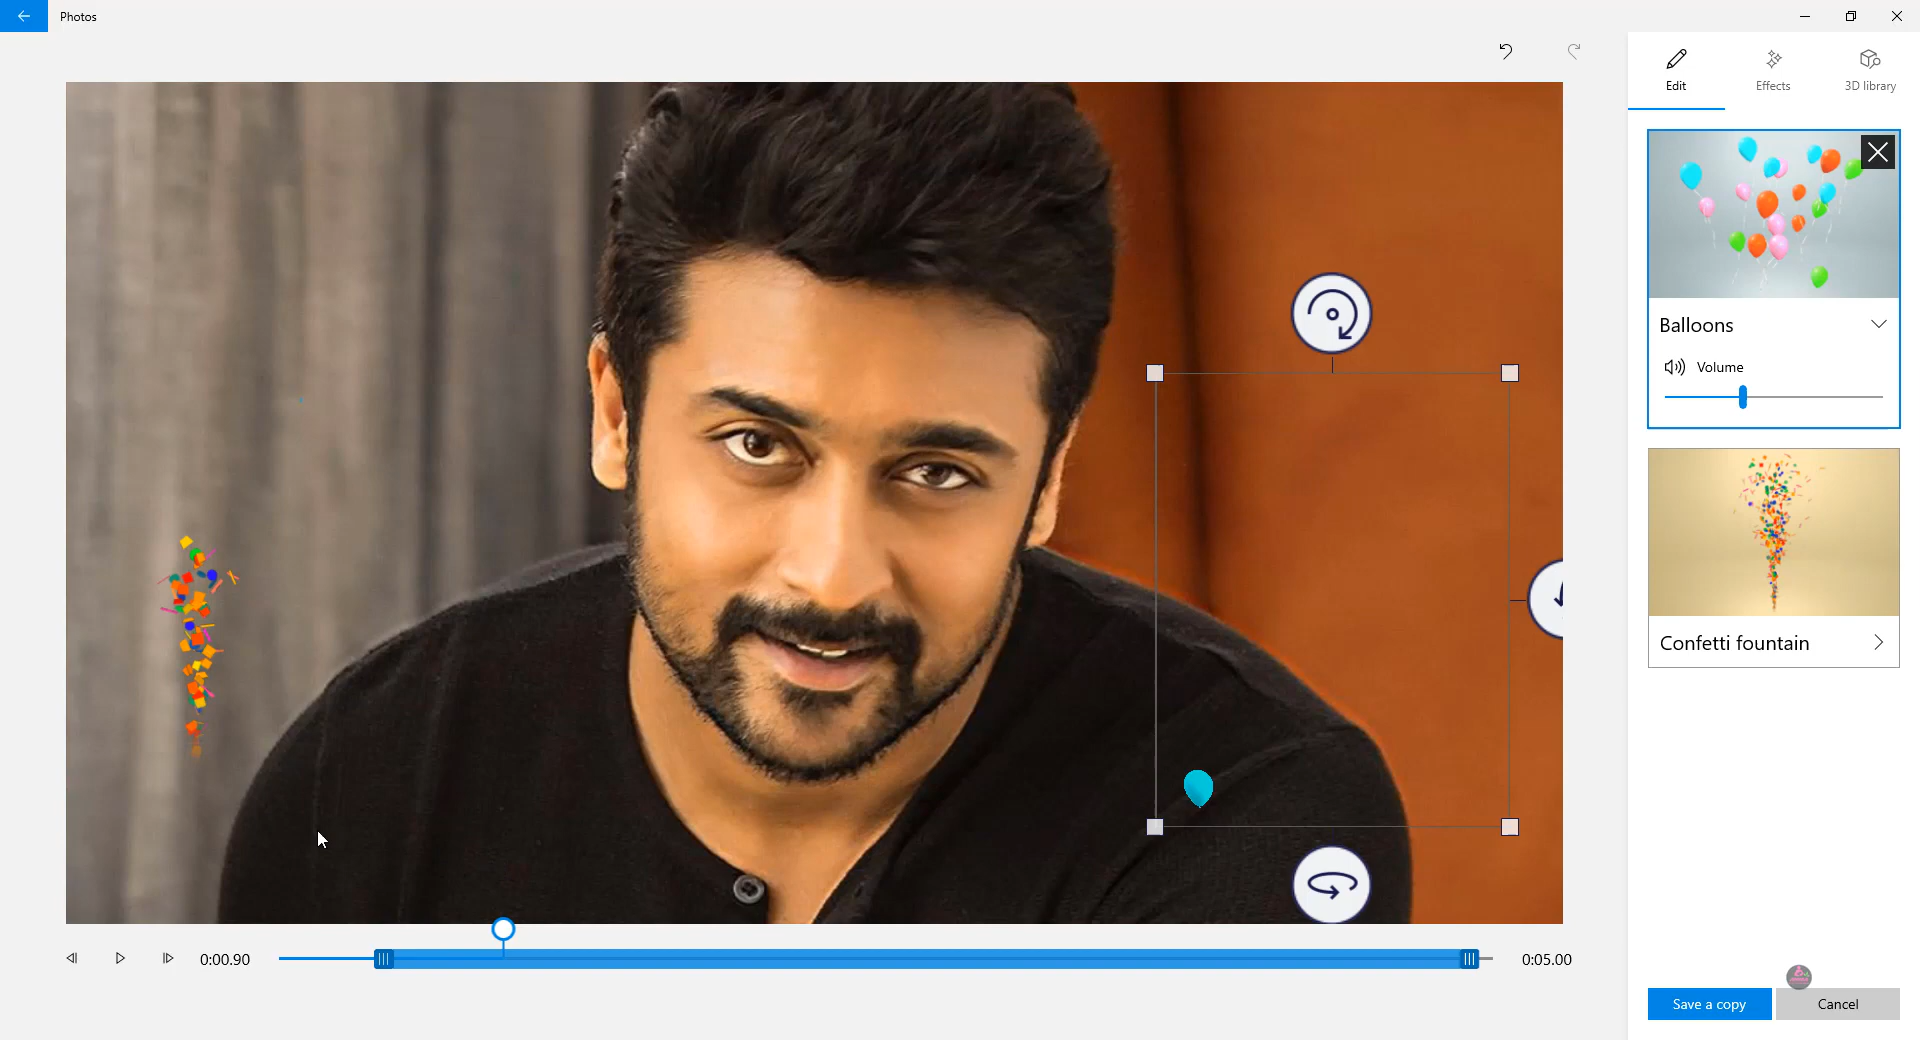 Photos
Edit
Effects
3D library
Balloons
Volume
Confetti fountain
0:00.90
0:05.00
Save a copy
Cancel